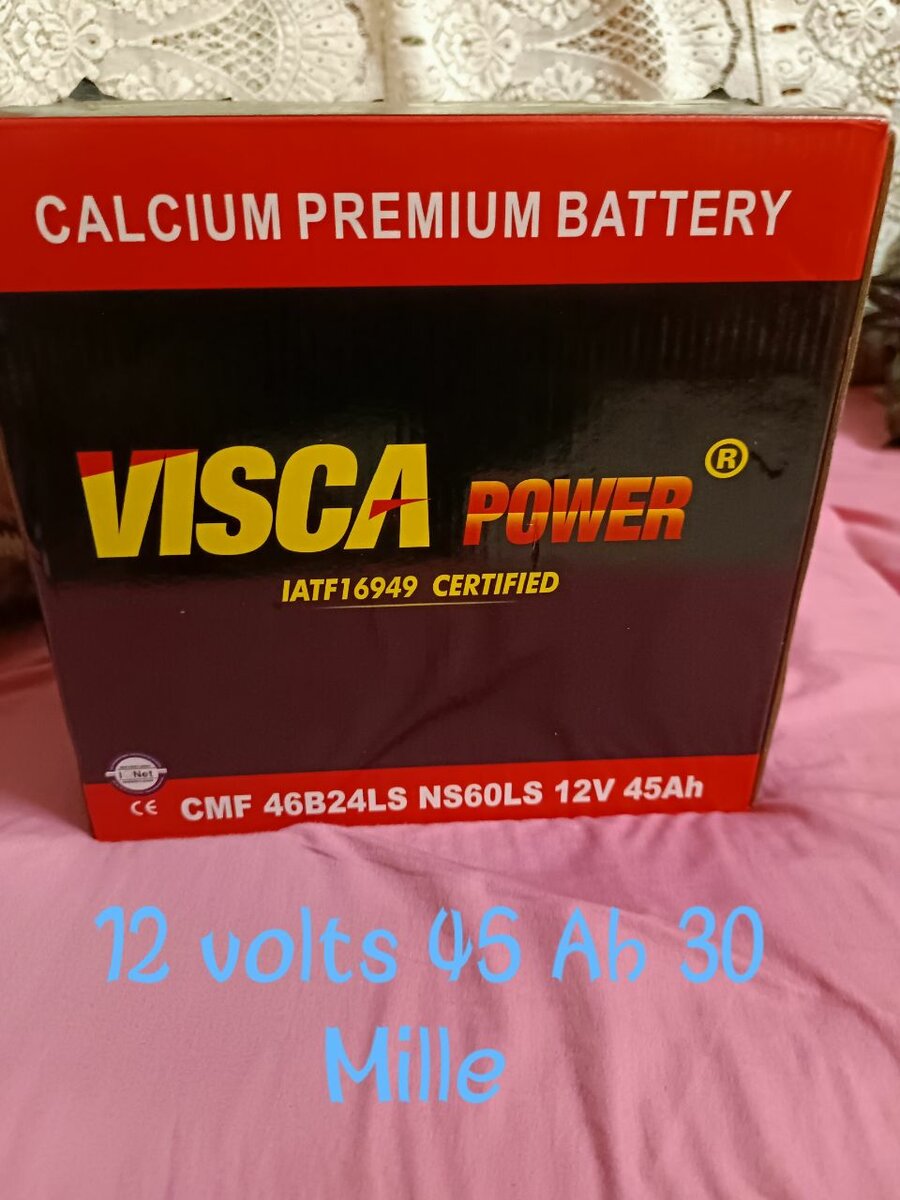 CALCIUM PREMIUM BATTERY
VISCA POWER ®
IATF16949 CERTIFIED
Net
CE CMF 46B24LS NS60LS 12V 45Ah
12 volts 45 Ah 30
Mille